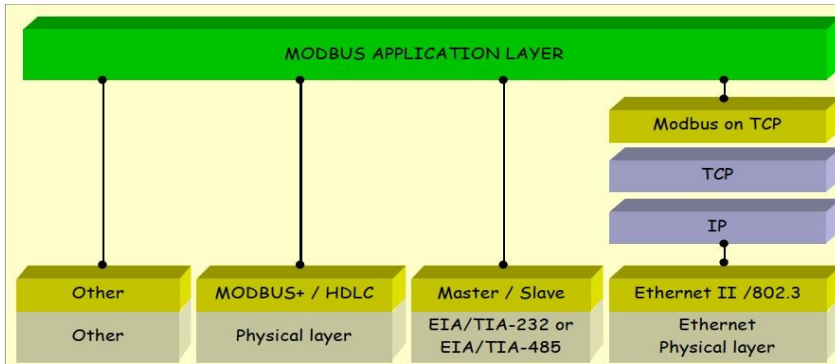 MODBUS APPLICATION LAYER
Modbus on TCP
TCP
IP
Other
MODBUS+ / HDLC
Master / Slave
Ethernet II /802.3
Other
Physical layer
EIA/TIA-232 or
EIA/TIA-485
Ethernet
Physical layer